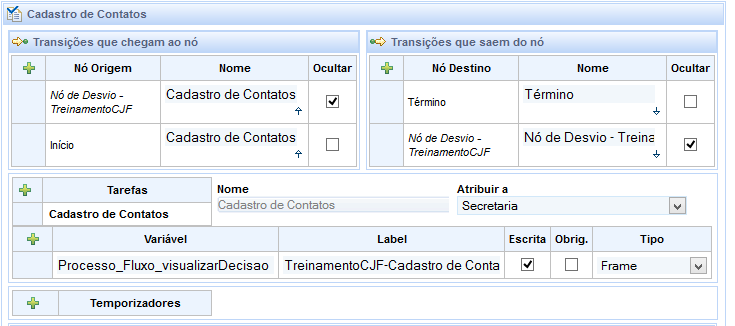 Cadastro de Contatos
Transições que chegam ao nó
Nó Origem Nome Ocultar
Nó de Desvio - TreinamentoCJF Cadastro de Contatos
Início Cadastro de Contatos
Transições que saem do nó
Nó Destino Nome Ocultar
Término Término
Nó de Desvio - TreinamentoCJF Nó de Desvio - Treina
Tarefas
Cadastro de Contatos
Nome
Cadastro de Contatos
Atribuir a
Secretaria
Variável Label Escrita Obrig. Tipo
Processo_Fluxo_visualizarDecisao TreinamentoCJF-Cadastro de Conta Frame
Temporizadores